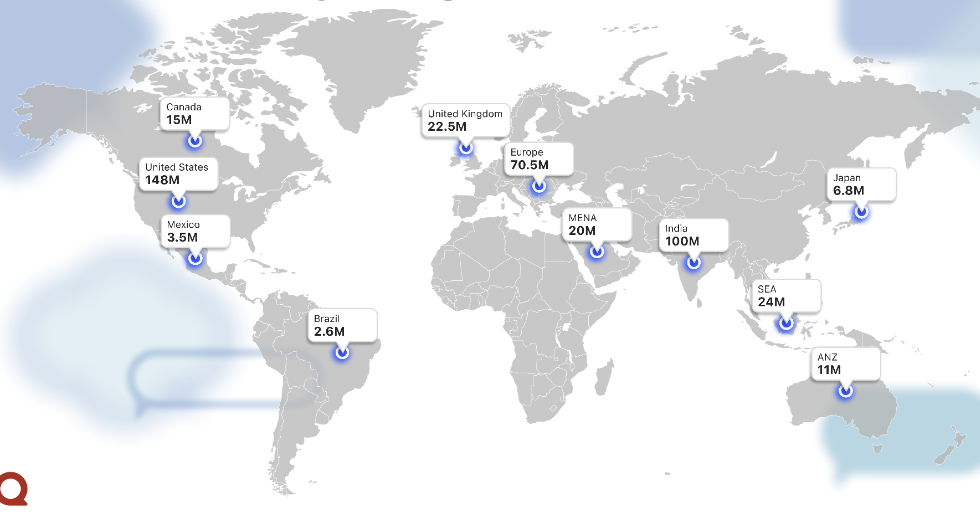 Canada
15M
United States
148M
Mexico
3.5M
Brazil
2.6M
United Kingdom
22.5M
Europe
70.5M
MENA
20M
India
100M
Japan
6.8M
SEA
24M
ANZ
11M
Q